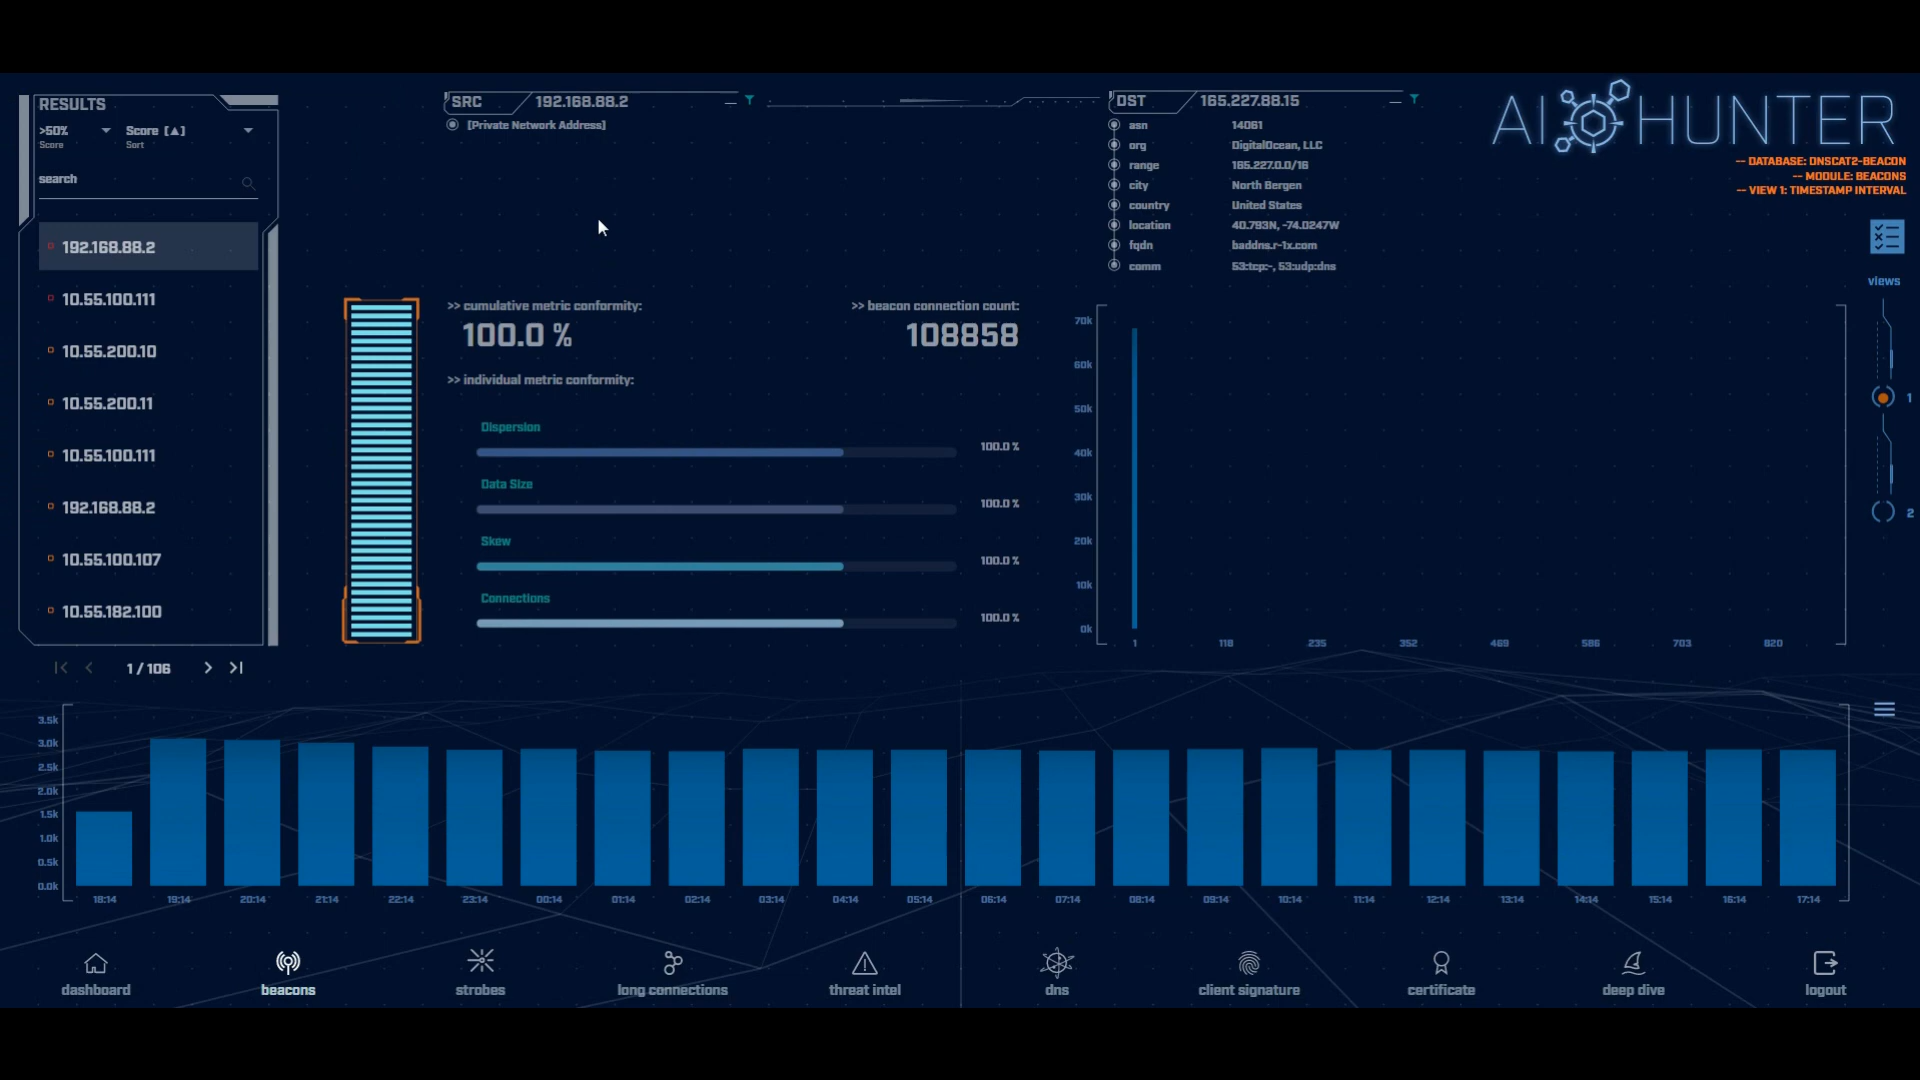 RESULTS
>50% Score [▲]
Score Sort
search
192.168.88.2
10.55.100.111
10.55.200.10
10.55.200.11
10.55.100.111
192.168.88.2
10.55.100.107
10.55.182.100
1 / 106
SRC 192.168.88.2
[Private Network Address]
DST 165.227.88.15
asn 14061
org DigitalOcean, LLC
range 165.227.0.0/16
city North Bergen
country United States
location 40.793N, -74.0247W
fqdn baddns.r-1x.com
comm 53:tcp:-, 53:udp:dns
AI HUNTER
-- DATABASE: DNSCAT2-BEACON
-- MODULE: BEACONS
-- VIEW 1: TIMESTAMP INTERVAL
views
1
2
>> cumulative metric conformity: >> beacon connection count:
100.0 % 108858
>> individual metric conformity:
Dispersion
100.0 %
Data Size
100.0 %
Skew
100.0 %
Connections
100.0 %
70k
60k
50k
40k
30k
20k
10k
0k
1 118 235 352 469 586 703 820
3.5k
3.0k
2.5k
2.0k
1.5k
1.0k
0.5k
0.0k
18:14 19:14 20:14 21:14 22:14 23:14 00:14 01:14 02:14 03:14 04:14 05:14 06:14 07:14 08:14 09:14 10:14 11:14 12:14 13:14 14:14 15:14 16:14 17:14
dashboard beacons strobes long connections threat intel dns client signature certificate deep dive logout